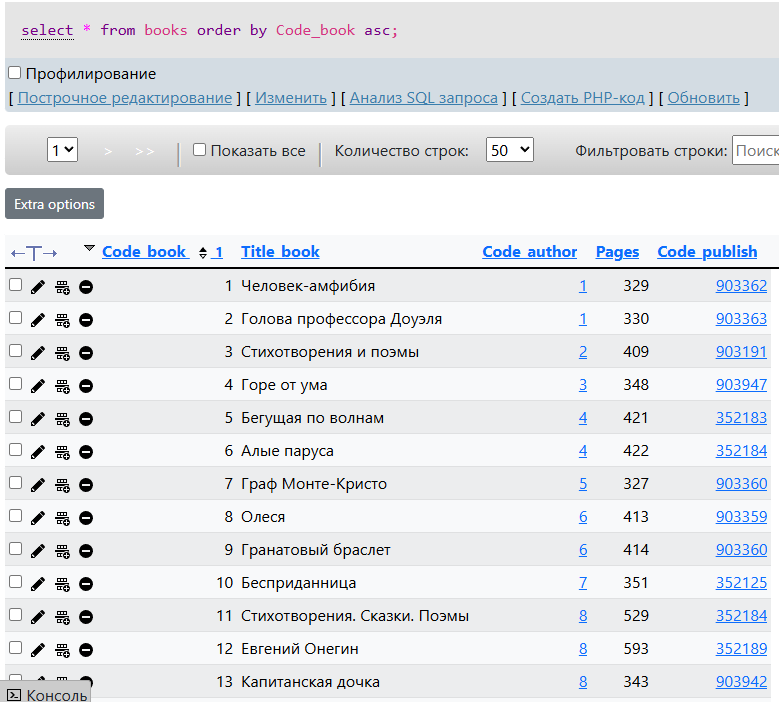 select * from books order by Code_book asc;
Профилирование
[ Построчное редактирование ] [ Изменить ] [ Анализ SQL запроса ] [ Создать PHP-код ] [ Обновить ]
1 > >> Показать все Количество строк: 50 Фильтровать строки: Поиск
Extra options
←T→ Code_book 1 Title_book Code_author Pages Code_publish
1 Человек-амфибия 1 329 903362
2 Голова профессора Доуэля 1 330 903363
3 Стихотворения и поэмы 2 409 903191
4 Горе от ума 3 348 903947
5 Бегущая по волнам 4 421 352183
6 Алые паруса 4 422 352184
7 Граф Монте-Кристо 5 327 903360
8 Олеся 6 413 903359
9 Гранатовый браслет 6 414 903360
10 Бесприданница 7 351 352125
11 Стихотворения. Сказки. Поэмы 8 529 352184
12 Евгений Онегин 8 593 352189
13 Капитанская дочка 8 343 903942
Консоль